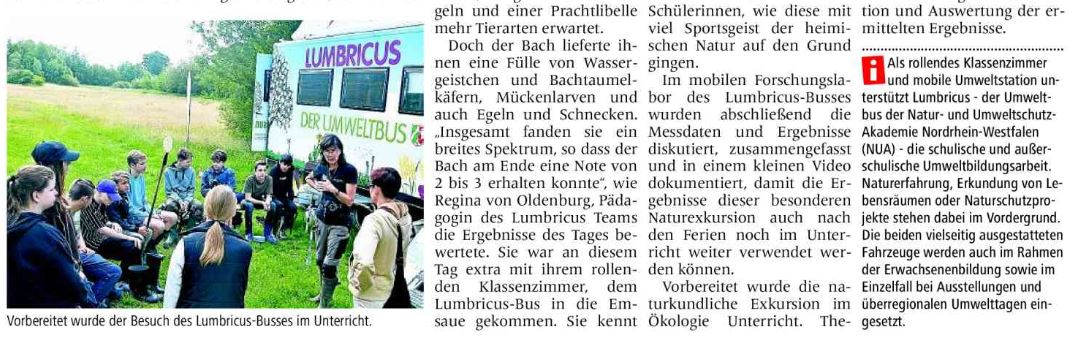 LUMBRICUS
DER UMWELTBUS
Vorbereitet wurde der Besuch des Lumbricus-Busses im Unterricht.
geln und einer Prachtlibelle
mehr Tierarten erwartet.
Doch der Bach lieferte ih-
nen eine Fülle von Wasser-
geistchen und Bachtaumel-
käfern, Mückenlarven und
auch Egeln und Schnecken.
„Insgesamt fanden sie ein
breites Spektrum, so dass der
Bach am Ende eine Note von
2 bis 3 erhalten konnte“, wie
Regina von Oldenburg, Päda-
gogin des Lumbricus Teams
die Ergebnisse des Tages be-
wertete. Sie war an diesem
Tag extra mit ihrem rollen-
den Klassenzimmer, dem
Lumbricus-Bus in die Em-
saue gekommen. Sie kennt
Schülerinnen, wie diese mit
viel Sportsgeist der heimi-
schen Natur auf den Grund
gingen.
Im mobilen Forschungsla-
bor des Lumbricus-Busses
wurden abschließend die
Messdaten und Ergebnisse
diskutiert, zusammengefasst
und in einem kleinen Video
dokumentiert, damit die Er-
gebnisse dieser besonderen
Naturexkursion auch nach
den Ferien noch im Unter-
richt weiter verwendet wer-
den können.
Vorbereitet wurde die na-
turkundliche Exkursion im
Ökologie Unterricht. The-
tion und Auswertung der er-
mittelten Ergebnisse.
i Als rollendes Klassenzimmer
und mobile Umweltstation un-
terstützt Lumbricus - der Umwelt-
bus der Natur- und Umweltschutz-
Akademie Nordrhein-Westfalen
(NUA) - die schulische und außer-
schulische Umweltbildungsarbeit.
Naturerfahrung, Erkundung von Le-
bensräumen oder Naturschutzpro-
jekte stehen dabei im Vordergrund.
Die beiden vielseitig ausgestatteten
Fahrzeuge werden auch im Rahmen
der Erwachsenenbildung sowie im
Einzelfall bei Ausstellungen und
überregionalen Umwelttagen ein-
gesetzt.